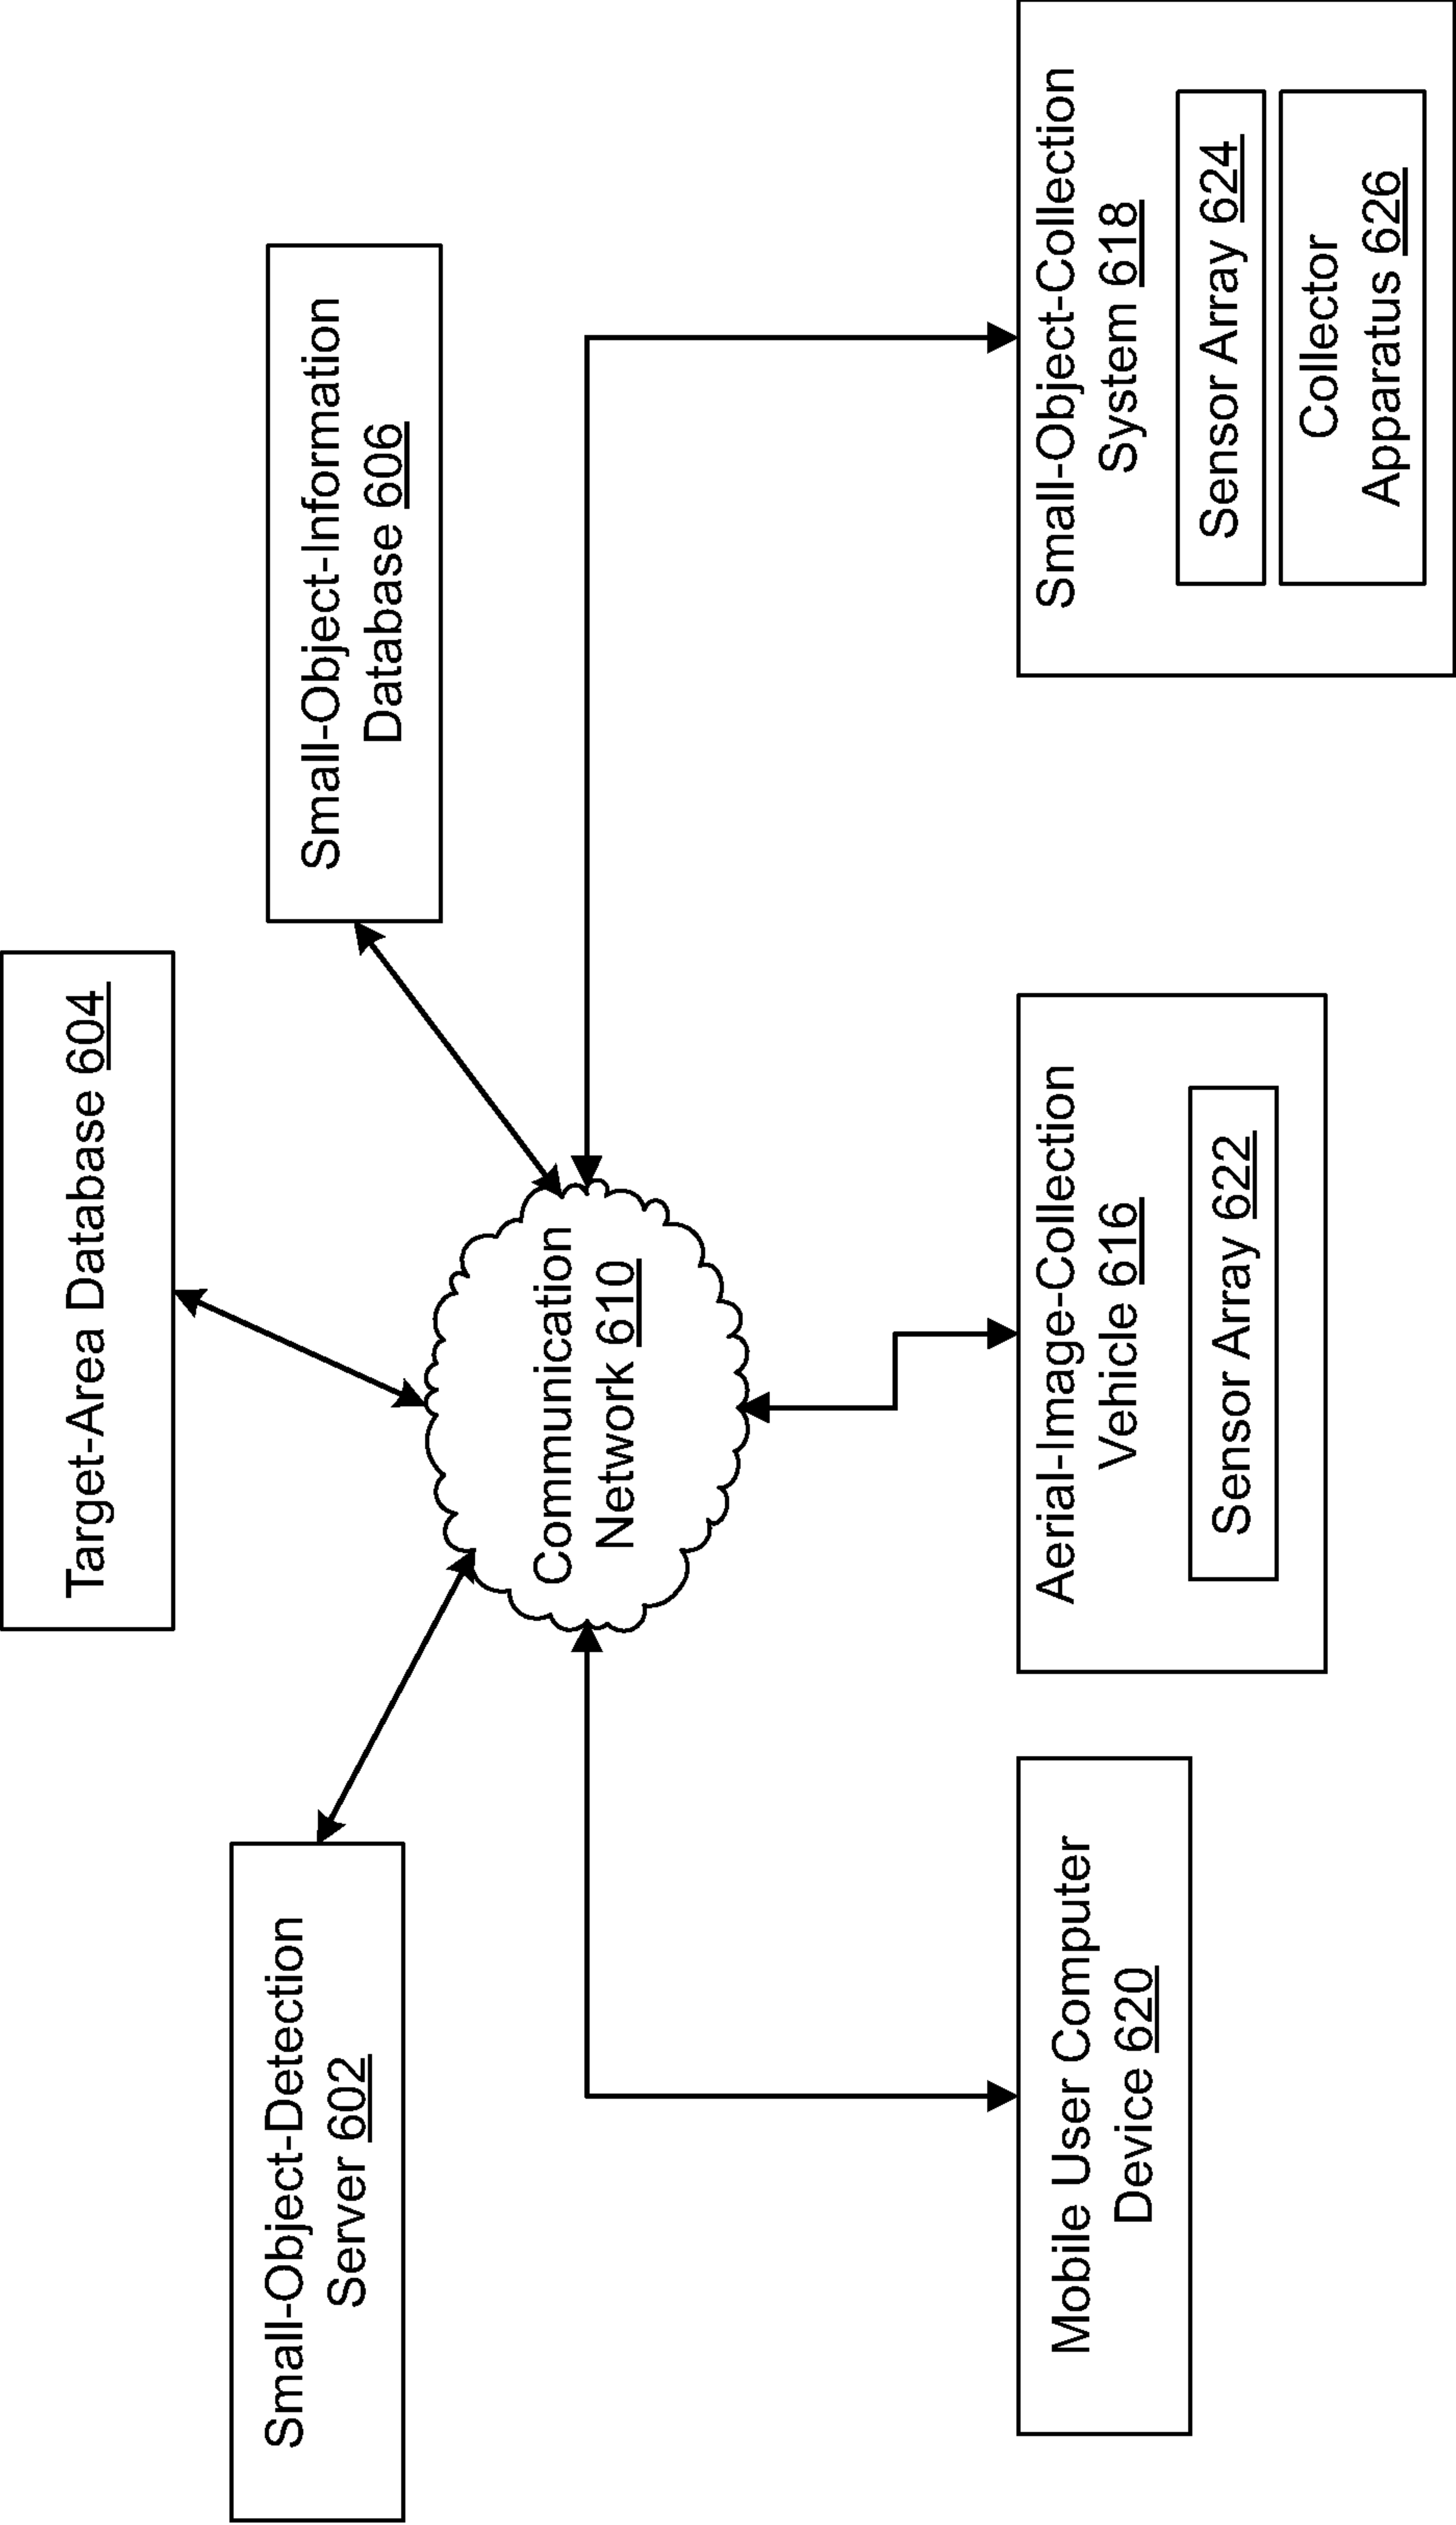 Target-Area Database 604
Small-Object-Detection
Server 602
Small-Object-Information
Database 606
Communication
Network 610
Mobile User Computer
Device 620
Aerial-Image-Collection
Vehicle 616
Sensor Array 622
Small-Object-Collection
System 618
Sensor Array 624
Collector
Apparatus 626